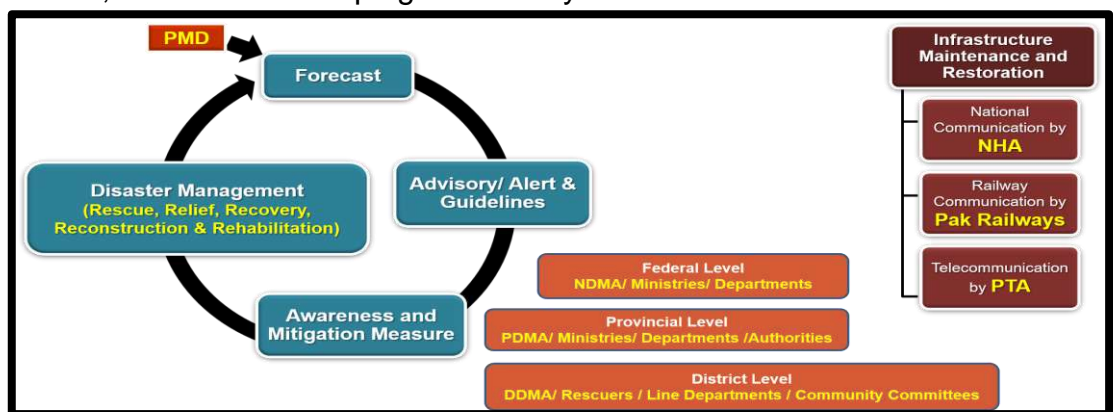 PMD
Forecast
Advisory/ Alert &
Guidelines
Disaster Management
(Rescue, Relief, Recovery,
Reconstruction & Rehabilitation)
Awareness and
Mitigation Measure
Federal Level
NDMA/ Ministries/ Departments
Provincial Level
PDMA/ Ministries/ Departments /Authorities
District Level
DDMA/ Rescuers / Line Departments / Community Committees
Infrastructure
Maintenance and
Restoration
National
Communication by
NHA
Railway
Communication by
Pak Railways
Telecommunication
by PTA